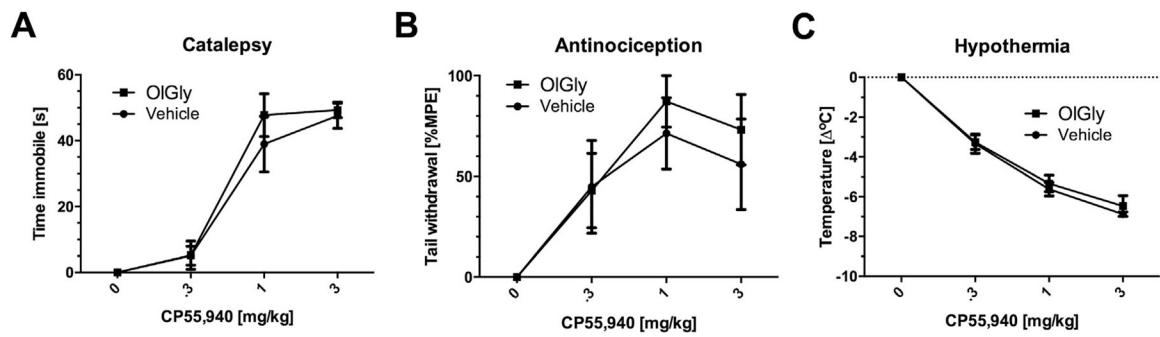 A
Catalepsy
Time immobile [s]
60
40
20
0
OlGly
Vehicle
0
.3
1
3
CP55,940 [mg/kg]
B
Antinociception
Tail withdrawal [%MPE]
100
50
0
OlGly
Vehicle
0
.3
1
3
CP55,940 [mg/kg]
C
Hypothermia
Temperature [Δ°C]
0
-2
-4
-6
-8
-10
OlGly
Vehicle
0
.3
1
3
CP55,940 [mg/kg]